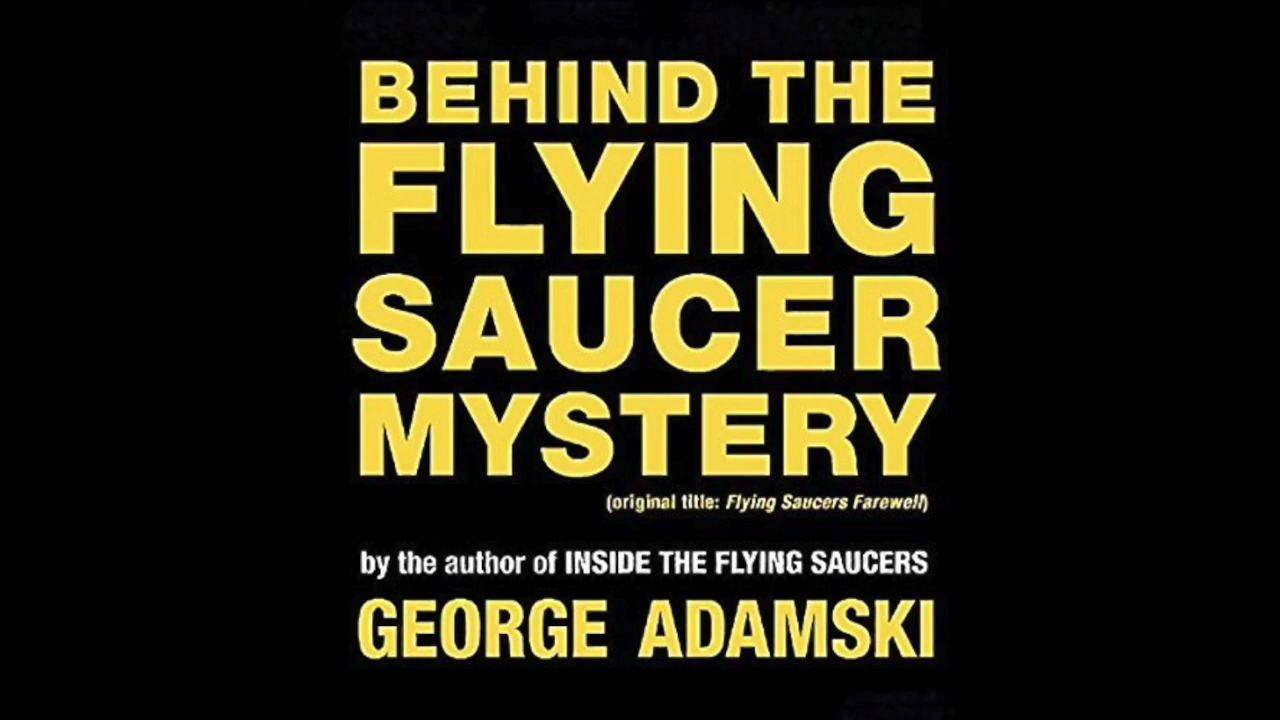 BEHIND THE
FLYING
SAUCER
MYSTERY
(original title: Flying Saucers Farewell)
by the author of INSIDE THE FLYING SAUCERS
GEORGE ADAMSKI